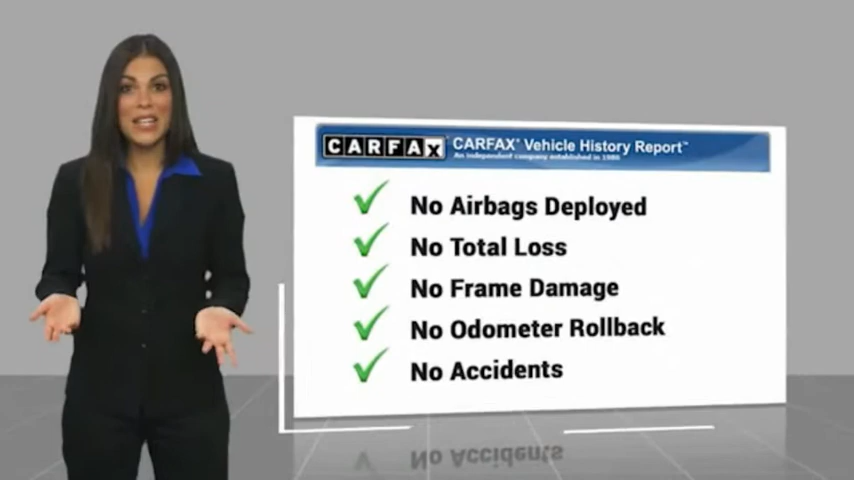 CARFAX CARFAX® Vehicle History Report™
An independent company established in 1986
No Airbags Deployed
No Total Loss
No Frame Damage
No Odometer Rollback
No Accidents
No Accidents